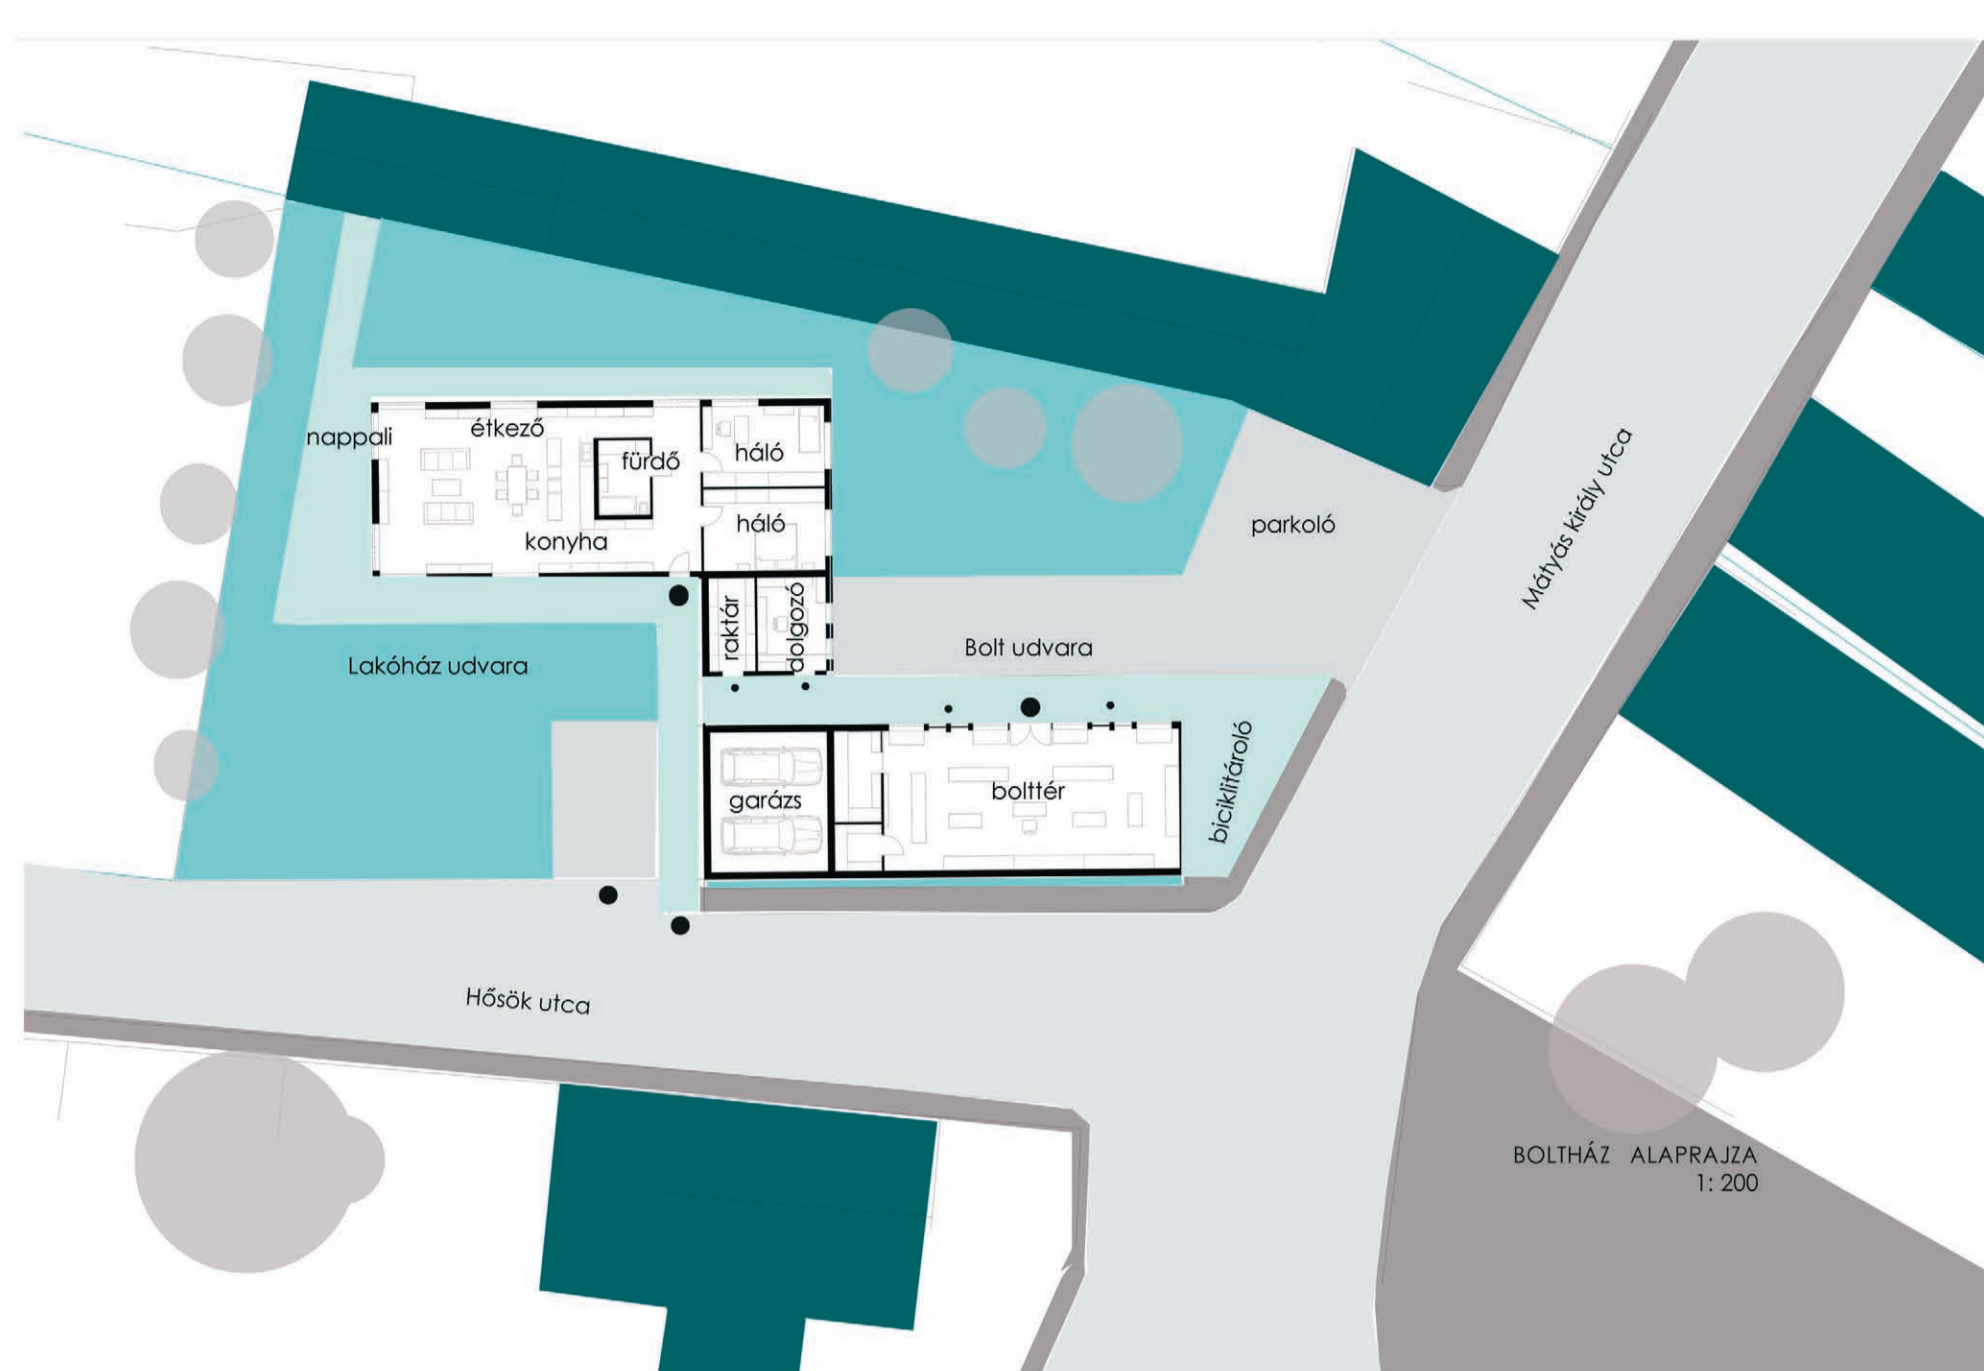 nappali
étkező
fürdő
háló
háló
konyha
raktár
dolgozó
parkoló
Mátyás király utca
Bolt udvara
Lakóház udvara
garázs
bolttér
biciklitároló
Hősök utca
BOLTHÁZ ALAPRAJZA
1: 200